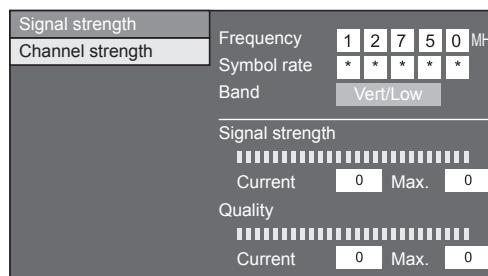 Signal strength
Channel strength
Frequency 1 2 7 5 0 MH
Symbol rate * * * * *
Band Vert/Low
Signal strength
Current 0 Max. 0
Quality
Current 0 Max. 0